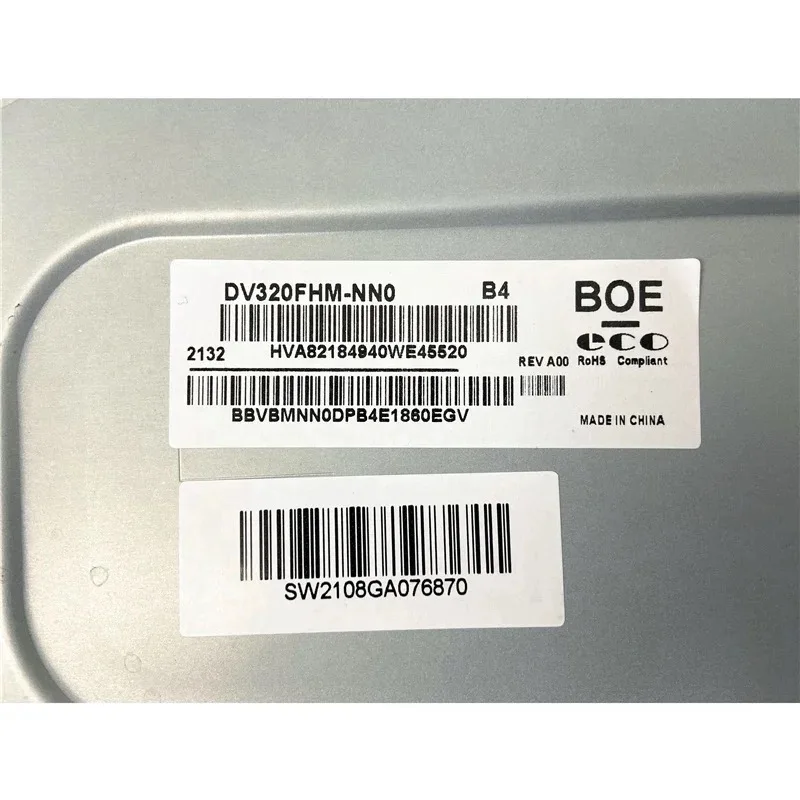 DV320FHM-NN0 B4
BOE
eco
2132 HVA82184940WE45520
REV A00 RoHS Compliant
BBVBMNN0DPB4E1860EGV
MADE IN CHINA
SW2108GA076870